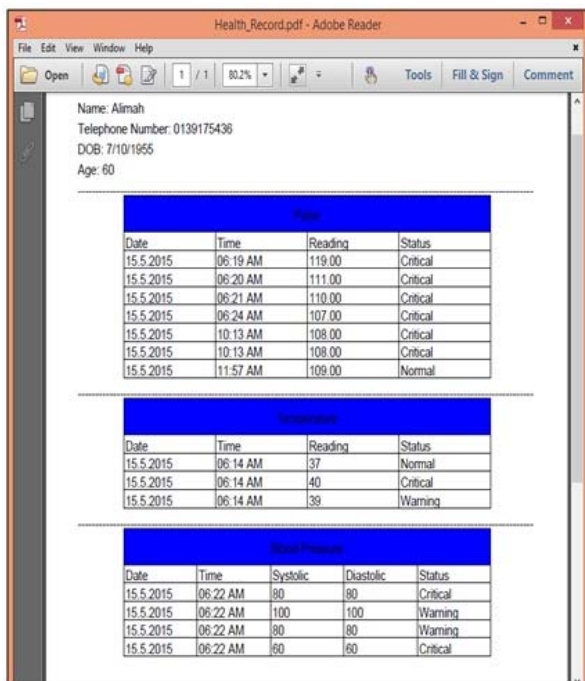 Health_Record.pdf - Adobe Reader
File Edit View Window Help
Open 1 / 1 80.2% Tools Fill & Sign Comment
Name: Alimah
Telephone Number: 0139175436
DOB: 7/10/1955
Age: 60
Pulse
Date Time Reading Status
15.5.2015 06:19 AM 119.00 Critical
15.5.2015 06:20 AM 111.00 Critical
15.5.2015 06:21 AM 110.00 Critical
15.5.2015 06:24 AM 107.00 Critical
15.5.2015 10:13 AM 108.00 Critical
15.5.2015 10:13 AM 108.00 Critical
15.5.2015 11:57 AM 109.00 Normal
Temperature
Date Time Reading Status
15.5.2015 06:14 AM 37 Normal
15.5.2015 06:14 AM 40 Critical
15.5.2015 06:14 AM 39 Warning
Blood Pressure
Date Time Systolic Diastolic Status
15.5.2015 06:22 AM 80 80 Critical
15.5.2015 06:22 AM 100 100 Warning
15.5.2015 06:22 AM 80 80 Warning
15.5.2015 06:22 AM 60 60 Critical